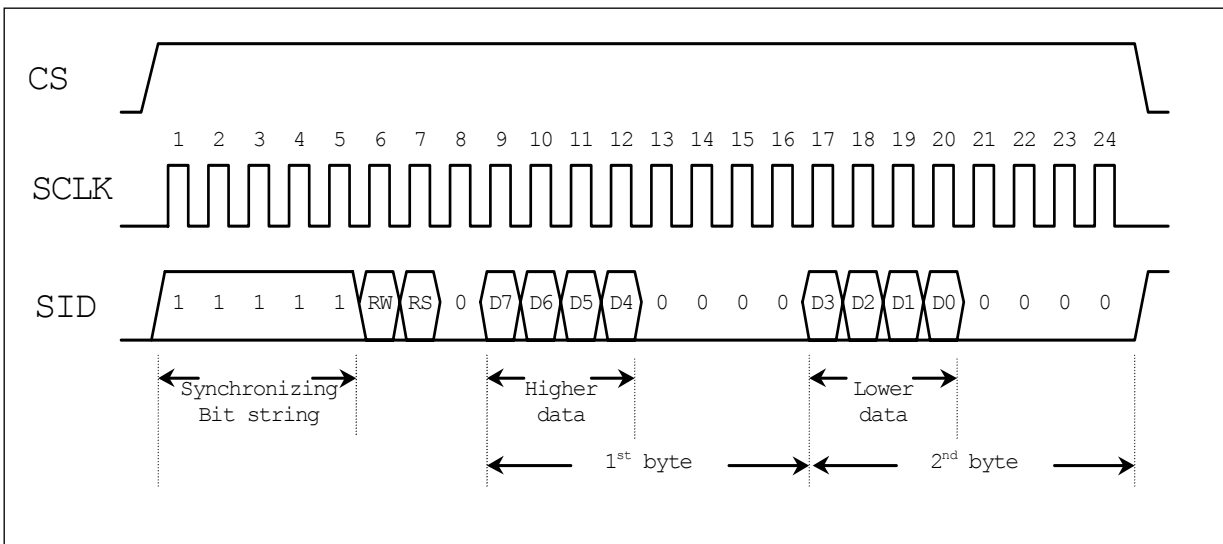 CS
1 2 3 4 5 6 7 8 9 10 11 12 13 14 15 16 17 18 19 20 21 22 23 24
SCLK
SID 1 1 1 1 1 RW RS 0 D7 D6 D5 D4 0 0 0 0 D3 D2 D1 D0 0 0 0 0
Synchronizing Higher Lower
Bit string data data
1st byte 2nd byte